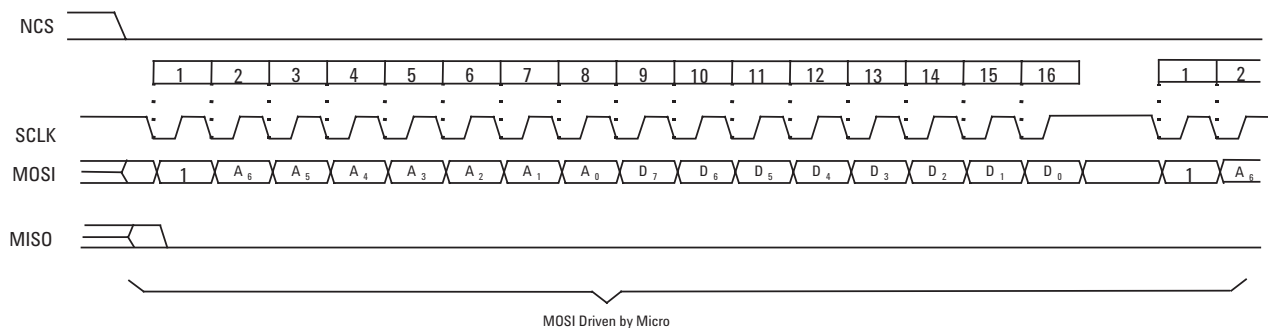 NCS
1 2 3 4 5 6 7 8 9 10 11 12 13 14 15 16 1 2
SCLK
MOSI 1 A₆ A₅ A₄ A₃ A₂ A₁ A₀ D₇ D₆ D₅ D₄ D₃ D₂ D₁ D₀ 1 A₆
MISO
MOSI Driven by Micro